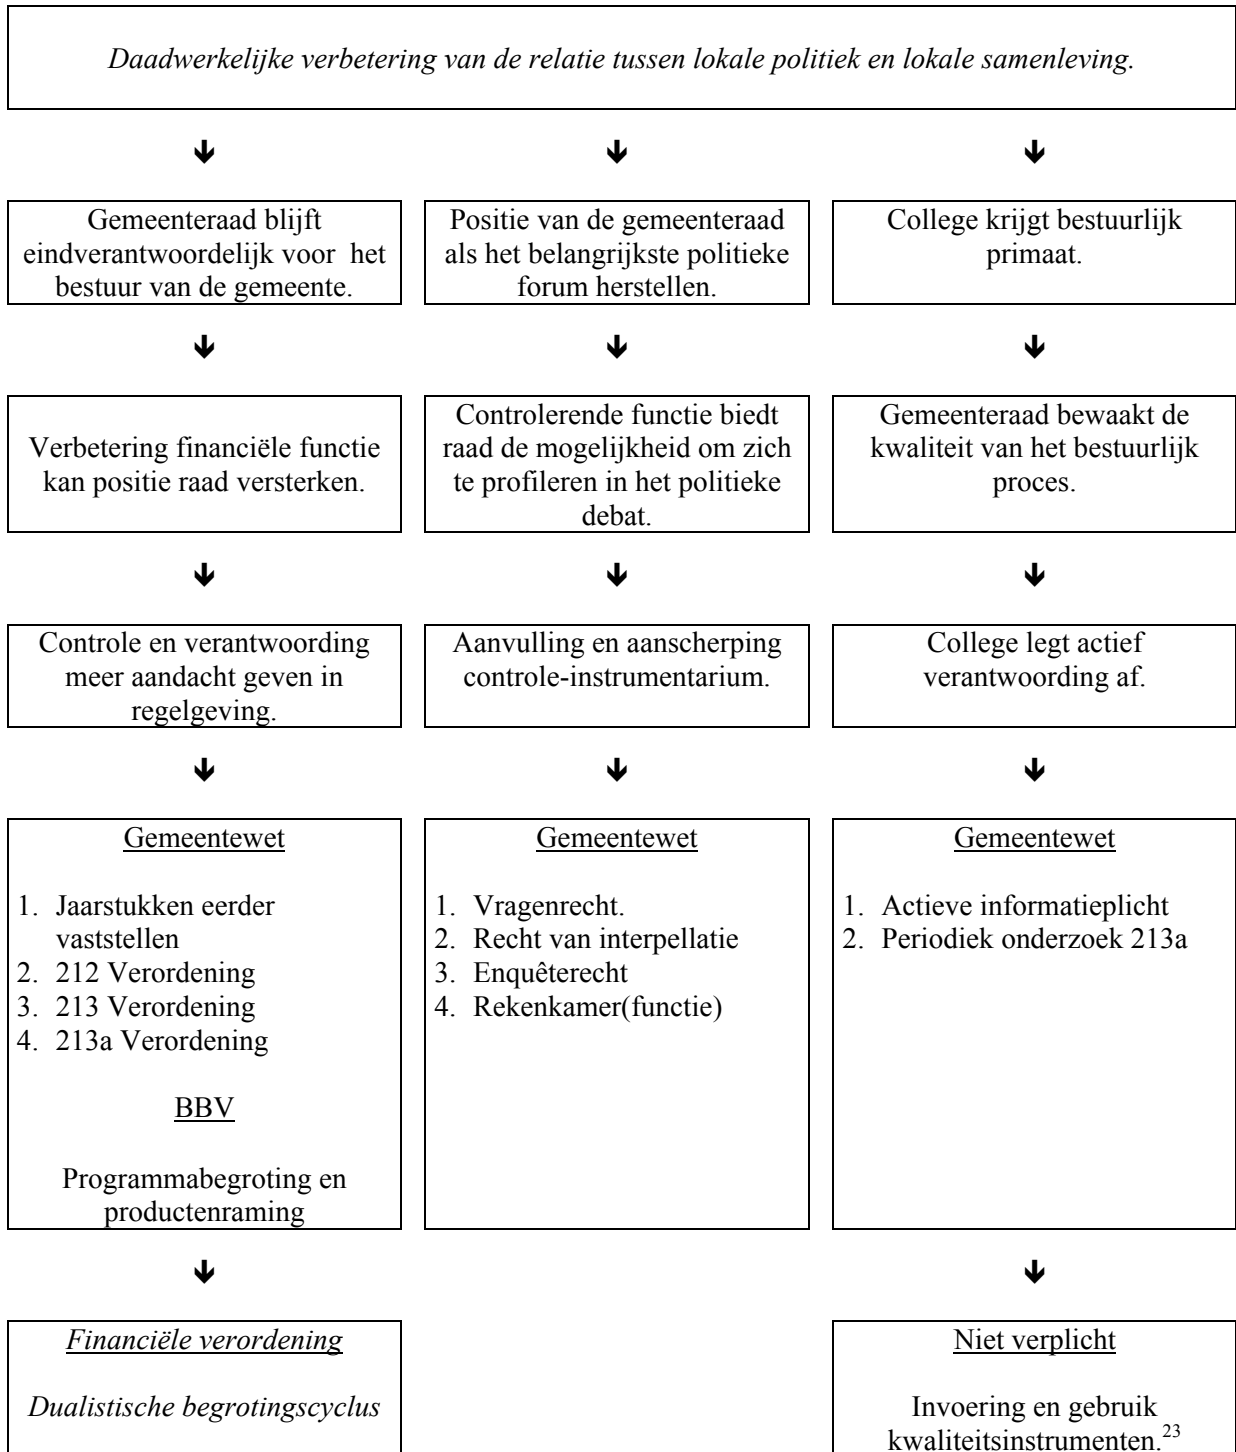 Daadwerkelijke verbetering van de relatie tussen lokale politiek en lokale samenleving.
Gemeenteraad blijft
eindverantwoordelijk voor het
bestuur van de gemeente.
Positie van de gemeenteraad
als het belangrijkste politieke
forum herstellen.
College krijgt bestuurlijk
primaat.
Verbetering financiële functie
kan positie raad versterken.
Controlerende functie biedt
raad de mogelijkheid om zich
te profileren in het politieke
debat.
Gemeenteraad bewaakt de
kwaliteit van het bestuurlijk
proces.
Controle en verantwoording
meer aandacht geven in
regelgeving.
Aanvulling en aanscherping
controle-instrumentarium.
College legt actief
verantwoording af.
Gemeentewet
1. Jaarstukken eerder
vaststellen
2. 212 Verordening
3. 213 Verordening
4. 213a Verordening
BBV
Programmabegroting en
productenraming
Gemeentewet
1. Vragenrecht.
2. Recht van interpellatie
3. Enquêterecht
4. Rekenkamer(functie)
Gemeentewet
1. Actieve informatieplicht
2. Periodiek onderzoek 213a
Financiële verordening
Dualistische begrotingscyclus
Niet verplicht
Invoering en gebruik
kwaliteitsinstrumenten.23